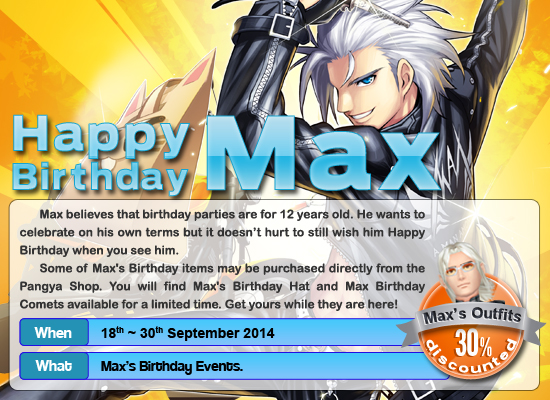 Happy
Birthday
Max
Max believes that birthday parties are for 12 years old. He wants to
celebrate on his own terms but it doesn't hurt to still wish him Happy
Birthday when you see him.
Some of Max's Birthday items may be purchased directly from the
Pangya Shop. You will find Max's Birthday Hat and Max Birthday
Comets available for a limited time. Get yours while they are here!
When
18th ~ 30th September 2014
What
Max's Birthday Events.
Max's Outfits
30%
discounted